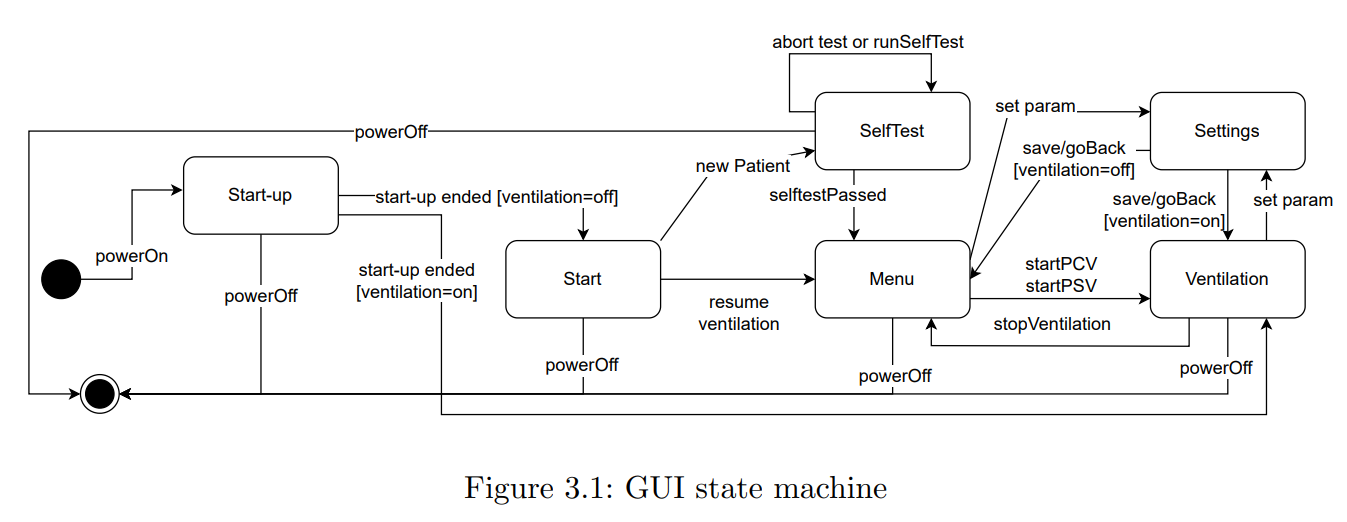 abort test or runSelfTest
set param
SelfTest
Settings
powerOff
save/goBack
[ventilation=off]
new Patient
Start-up
start-up ended [ventilation=off]
selftestPassed
save/goBack
[ventilation=on]
set param
powerOn
start-up ended
[ventilation=on]
powerOff
Start
resume
ventilation
Menu
startPCV
startPSV
Ventilation
stopVentilation
powerOff
powerOff
powerOff
Figure 3.1: GUI state machine